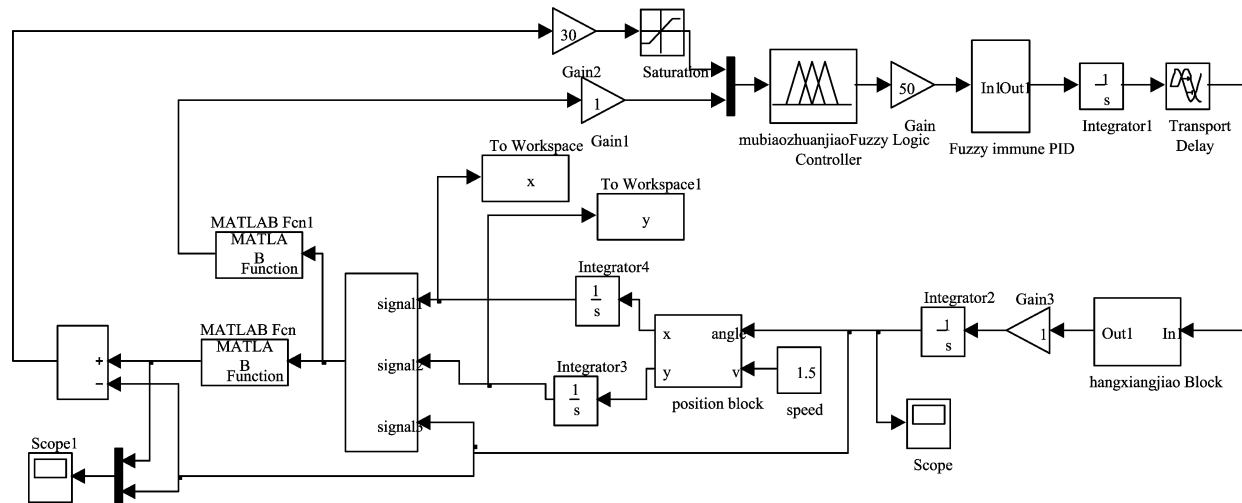 30
Gain2
Saturation
1
Gain1
mubiaozhuanjiaoFuzzy Logic
Controller
50
Gain
In1Out1
Fuzzy immune PID
1
s
Integrator1
Transport
Delay
To Workspace
x
To Workspace1
y
MATLAB Fcn1
MATLA
B
Function
MATLAB Fcn
MATLA
B
Function
signal1
signal2
signal3
Integrator4
1
s
Integrator3
1
s
x
y
angle
v
position block
1.5
speed
Integrator2
1
s
Gain3
1
Out1
In1
hangxiangjiao Block
+
−
Scope1
Scope